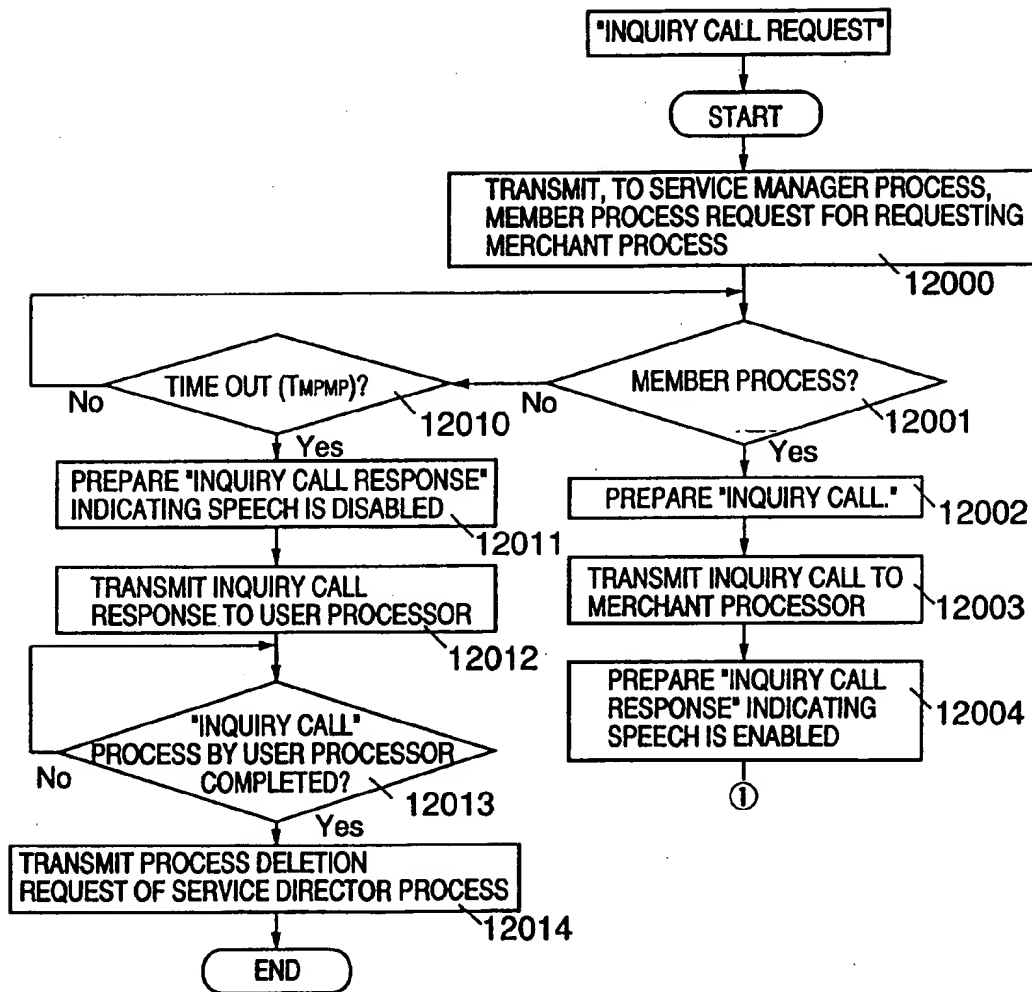 "INQUIRY CALL REQUEST"
START
TRANSMIT, TO SERVICE MANAGER PROCESS,
MEMBER PROCESS REQUEST FOR REQUESTING
MERCHANT PROCESS
12000
MEMBER PROCESS?
12001
No
Yes
TIME OUT (TMPMP)?
12010
No
Yes
PREPARE "INQUIRY CALL RESPONSE"
INDICATING SPEECH IS DISABLED
12011
TRANSMIT INQUIRY CALL
RESPONSE TO USER PROCESSOR
12012
"INQUIRY CALL"
PROCESS BY USER PROCESSOR
COMPLETED?
12013
No
Yes
TRANSMIT PROCESS DELETION
REQUEST OF SERVICE DIRECTOR PROCESS
12014
END
PREPARE "INQUIRY CALL."
12002
TRANSMIT INQUIRY CALL TO
MERCHANT PROCESSOR
12003
PREPARE "INQUIRY CALL
RESPONSE" INDICATING
SPEECH IS ENABLED
12004
①